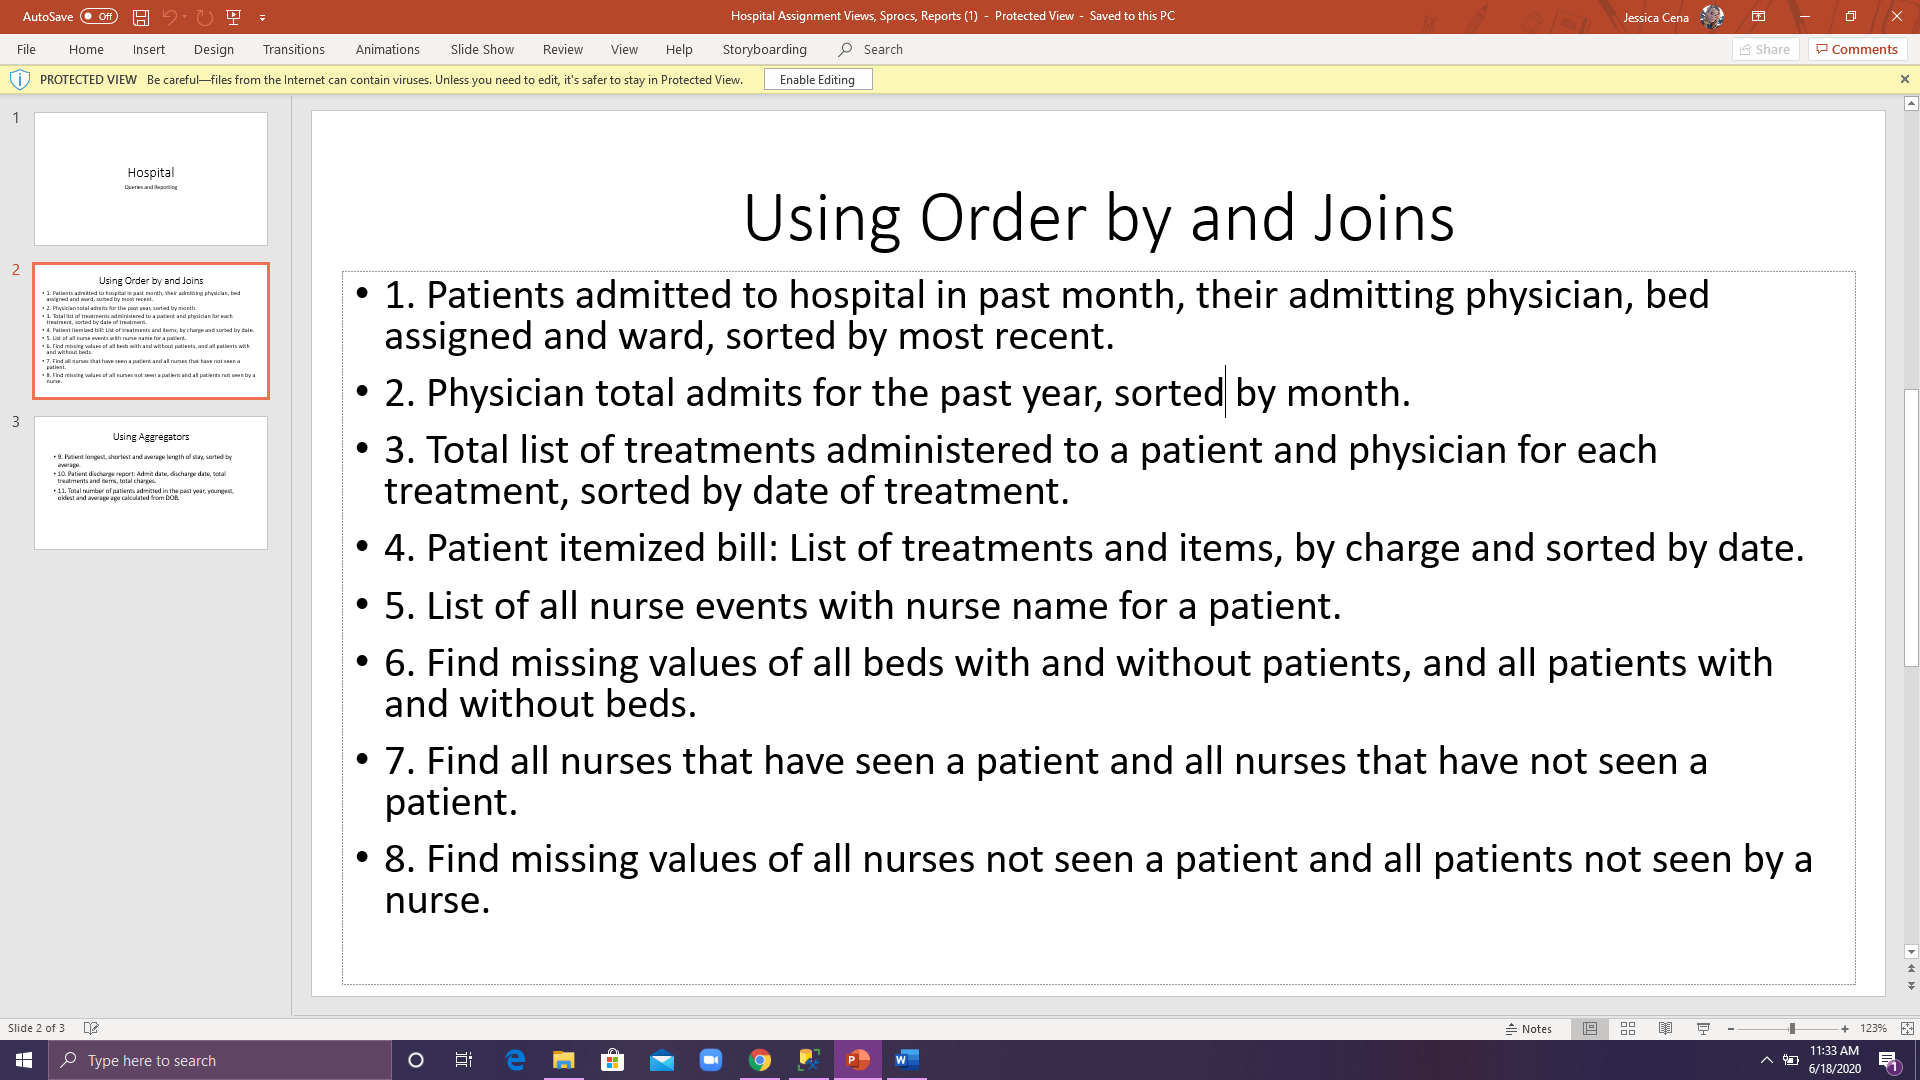 AutoSave Off
Hospital Assignment Views, Sprocs, Reports (1) - Protected View - Saved to this PC
Jessica Cena
File Home Insert Design Transitions Animations Slide Show Review View Help Storyboarding Search
Share Comments
PROTECTED VIEW Be careful—files from the Internet can contain viruses. Unless you need to edit, it's safer to stay in Protected View. Enable Editing
1
Hospital
Queries and Reporting
2
Using Order by and Joins
• 1. Patients admitted to hospital in past month, their admitting physician, bed
assigned and ward, sorted by most recent.
• 2. Physician total admits for the past year, sorted by month.
• 3. Total list of treatments administered to a patient and physician for each
treatment, sorted by date of treatment.
• 4. Patient itemized bill: List of treatments and items, by charge and sorted by date.
• 5. List of all nurse events with nurse name for a patient.
• 6. Find missing values of all beds with and without patients, and all patients with
and without beds.
• 7. Find all nurses that have seen a patient and all nurses that have not seen a
patient.
• 8. Find missing values of all nurses not seen a patient and all patients not seen by a
nurse.
3
Using Aggregators
• 9. Patient longest, shortest and average length of stay, sorted by
average.
• 10. Patient discharge report: Admit date, discharge date, total
treatments and items, total charges.
• 11. Total number of patients admitted in the past year, youngest,
oldest and average age calculated from DOB.
Using Order by and Joins
• 1. Patients admitted to hospital in past month, their admitting physician, bed
assigned and ward, sorted by most recent.
• 2. Physician total admits for the past year, sorted by month.
• 3. Total list of treatments administered to a patient and physician for each
treatment, sorted by date of treatment.
• 4. Patient itemized bill: List of treatments and items, by charge and sorted by date.
• 5. List of all nurse events with nurse name for a patient.
• 6. Find missing values of all beds with and without patients, and all patients with
and without beds.
• 7. Find all nurses that have seen a patient and all nurses that have not seen a
patient.
• 8. Find missing values of all nurses not seen a patient and all patients not seen by a
nurse.
Slide 2 of 3
Notes
123%
Type here to search
11:33 AM
6/18/2020
1